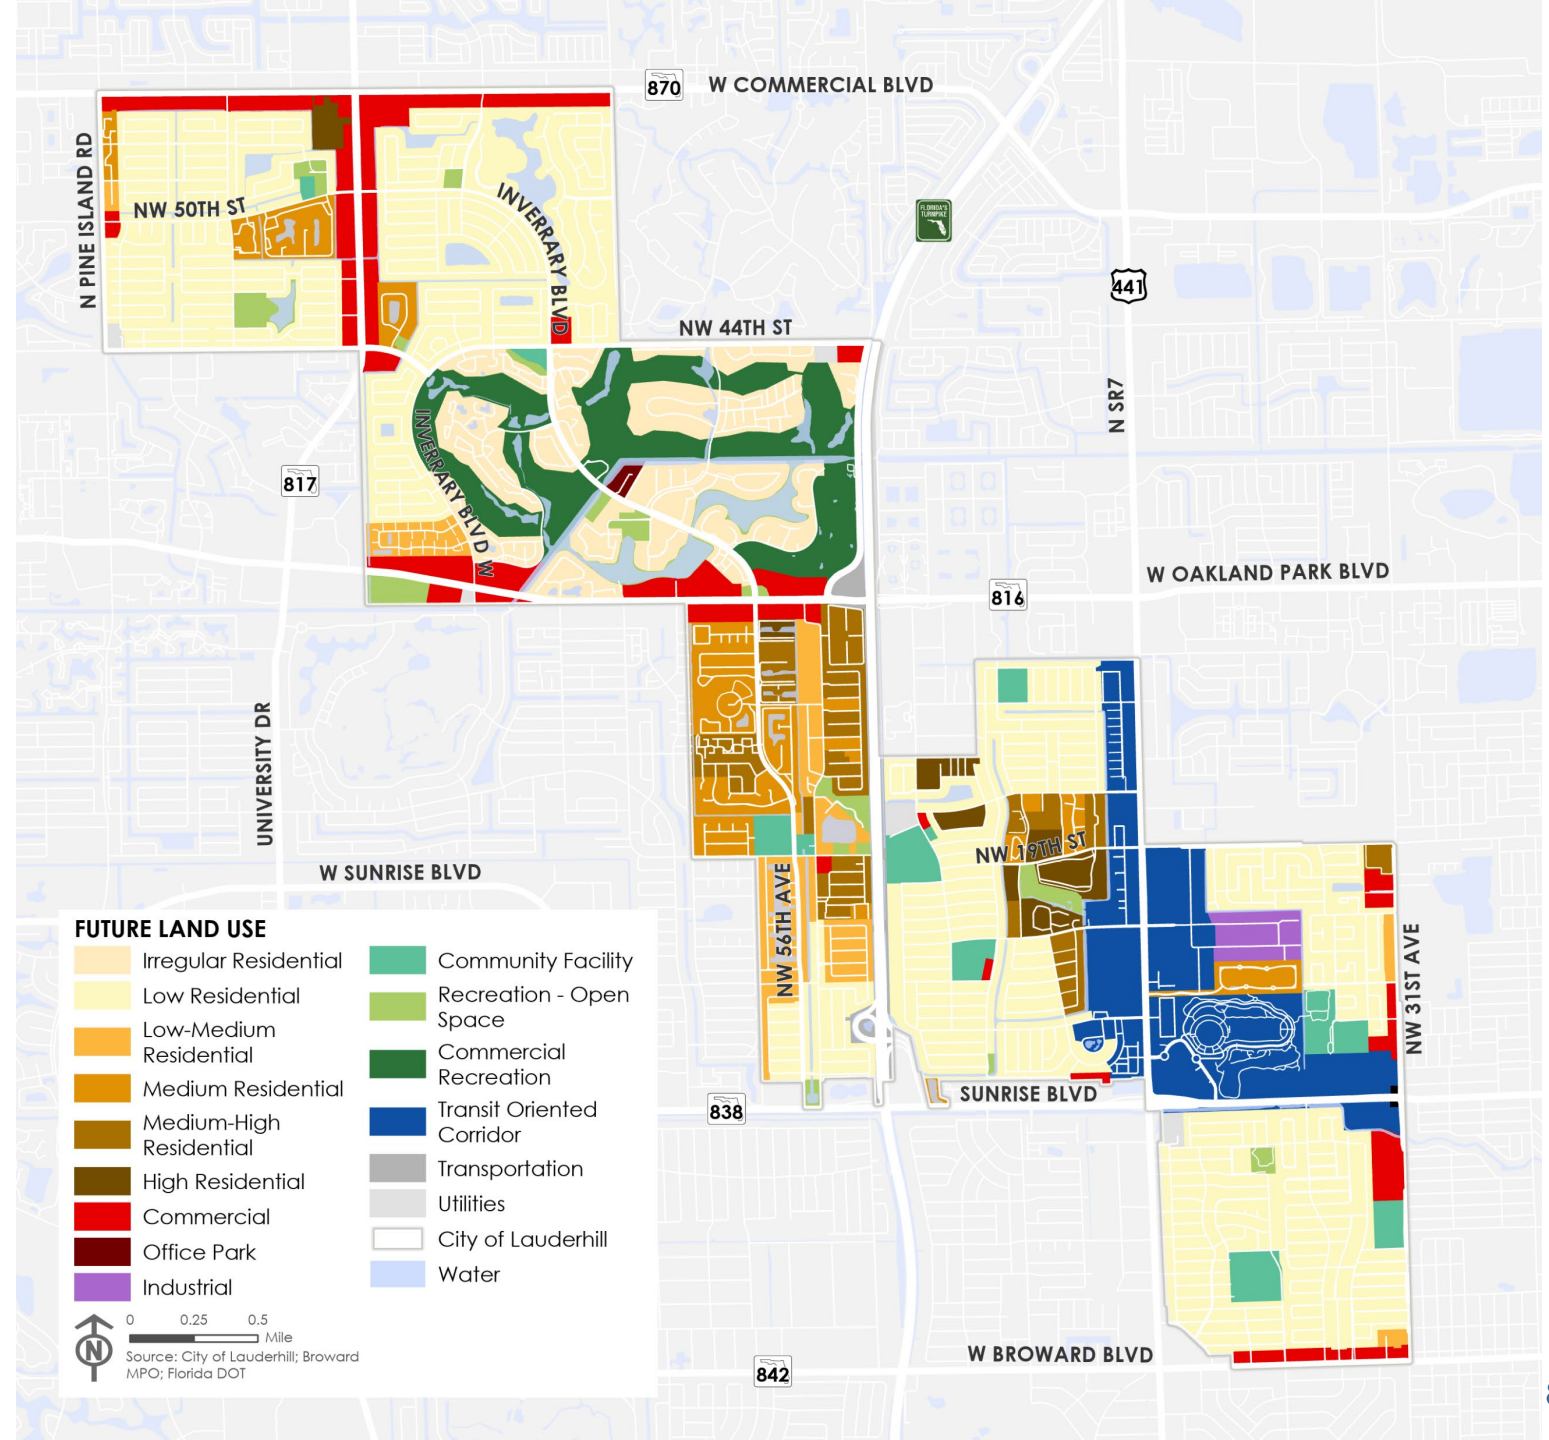 870 W COMMERCIAL BLVD
N PINE ISLAND RD
NW 50TH ST
INVERRARY BLVD
FLORIDA'S
TURNPIKE
441
NW 44TH ST
N SR7
INVERRARY BLVD W
817
W OAKLAND PARK BLVD
816
UNIVERSITY DR
NW 19TH ST
W SUNRISE BLVD
NW 56TH AVE
NW 31ST AVE
SUNRISE BLVD
838
W BROWARD BLVD
842
8
FUTURE LAND USE
Irregular Residential
Low Residential
Low-Medium
Residential
Medium Residential
Medium-High
Residential
High Residential
Commercial
Office Park
Industrial
Community Facility
Recreation - Open
Space
Commercial
Recreation
Transit Oriented
Corridor
Transportation
Utilities
City of Lauderhill
Water
N
0 0.25 0.5
Mile
Source: City of Lauderhill; Broward
MPO; Florida DOT